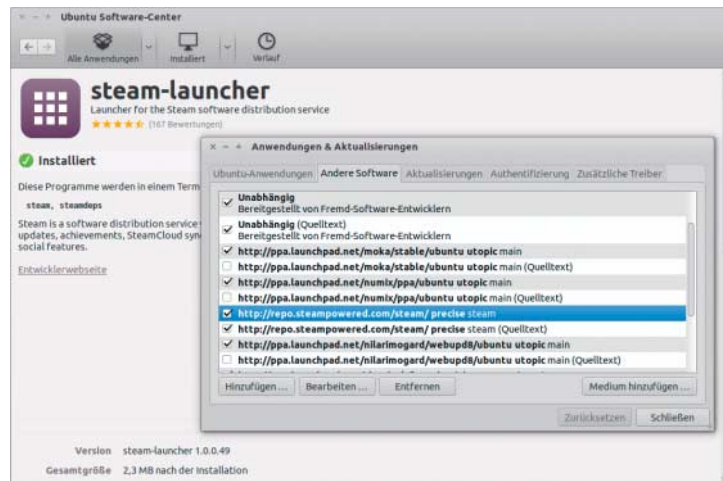 Ubuntu Software-Center
Alle Anwendungen
Installiert
Verlauf
steam-launcher
Launcher for the Steam software distribution service
(167 Bewertungen)
Installiert
Diese Programme werden in einem Term
steam, steamdeps
Steam is a software distribution service
updates, achievements, SteamCloud syn
social features.
Entwicklerwebseite
Anwendungen & Aktualisierungen
Ubuntu-Anwendungen Andere Software Aktualisierungen Authentifizierung Zusätzliche Treiber
Unabhängig
Bereitgestellt von Fremd-Software-Entwicklern
Unabhängig (Quelltext)
Bereitgestellt von Fremd-Software-Entwicklern
http://ppa.launchpad.net/moka/stable/ubuntu utopic main
http://ppa.launchpad.net/moka/stable/ubuntu utopic main (Quelltext)
http://ppa.launchpad.net/numix/ppa/ubuntu utopic main
http://ppa.launchpad.net/numix/ppa/ubuntu utopic main (Quelltext)
http://repo.steampowered.com/steam/ precise steam
http://repo.steampowered.com/steam/ precise steam (Quelltext)
http://ppa.launchpad.net/nilarimogard/webupd8/ubuntu utopic main
http://ppa.launchpad.net/nilarimogard/webupd8/ubuntu utopic main (Quelltext)
Hinzufügen ... Bearbeiten ... Entfernen Medium hinzufügen ...
Zurücksetzen Schließen
Version steam-launcher 1.0.0.49
Gesamtgröße 2,3 MB nach der Installation